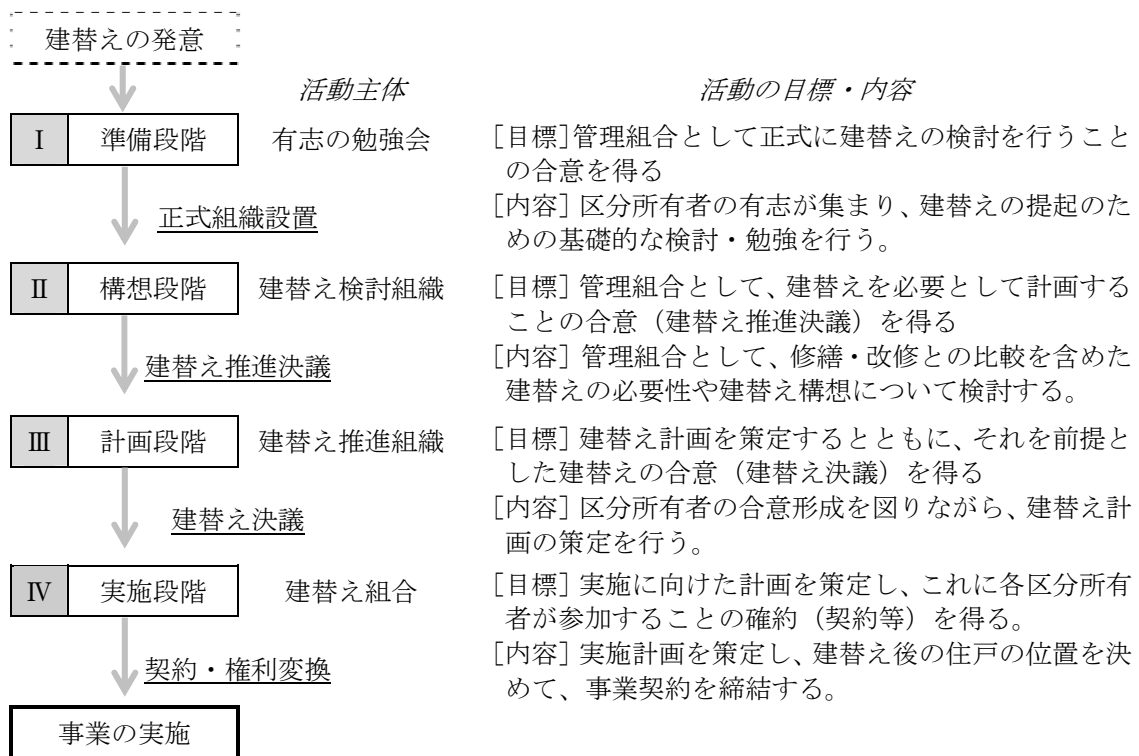 建替えの発意
活動主体
活動の目標・内容
Ⅰ 準備段階
有志の勉強会
[目標]管理組合として正式に建替えの検討を行うこと
の合意を得る
[内容] 区分所有者の有志が集まり、建替えの提起のた
めの基礎的な検討・勉強を行う。
正式組織設置
Ⅱ 構想段階
建替え検討組織
[目標] 管理組合として、建替えを必要として計画する
ことの合意（建替え推進決議）を得る
[内容] 管理組合として、修繕・改修との比較を含めた
建替えの必要性や建替え構想について検討する。
建替え推進決議
Ⅲ 計画段階
建替え推進組織
[目標] 建替え計画を策定するとともに、それを前提と
した建替えの合意（建替え決議）を得る
[内容] 区分所有者の合意形成を図りながら、建替え計
画の策定を行う。
建替え決議
Ⅳ 実施段階
建替え組合
[目標] 実施に向けた計画を策定し、これに各区分所有
者が参加することの確約（契約等）を得る。
[内容] 実施計画を策定し、建替え後の住戸の位置を決
めて、事業契約を締結する。
契約・権利変換
事業の実施